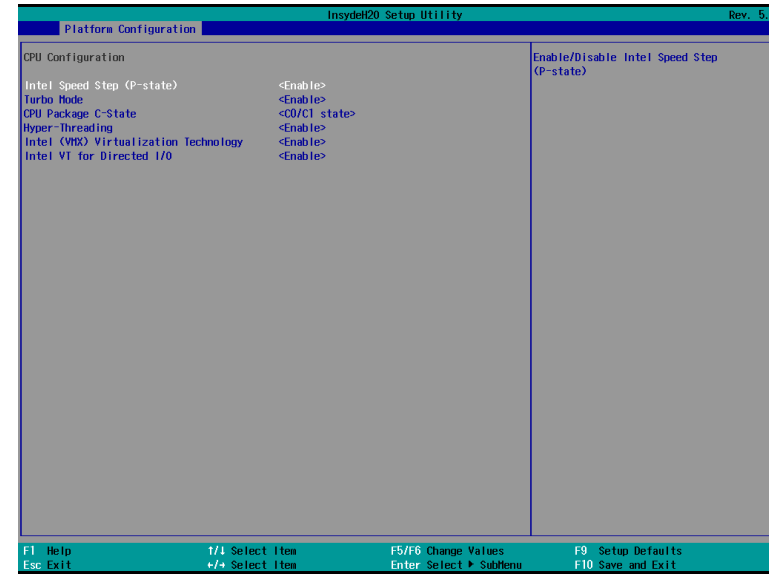 InsydeH20 Setup Utility Rev. 5.
Platform Configuration
CPU Configuration
Enable/Disable Intel Speed Step
(P-state)
Intel Speed Step (P-state) <Enable>
Turbo Mode <Enable>
CPU Package C-State <C0/C1 state>
Hyper-Threading <Enable>
Intel (VMX) Virtualization Technology <Enable>
Intel VT for Directed I/O <Enable>
F1 Help ↑/↓ Select Item F5/F6 Change Values F9 Setup Defaults
Esc Exit ←/→ Select Item Enter Select ▶ SubMenu F10 Save and Exit